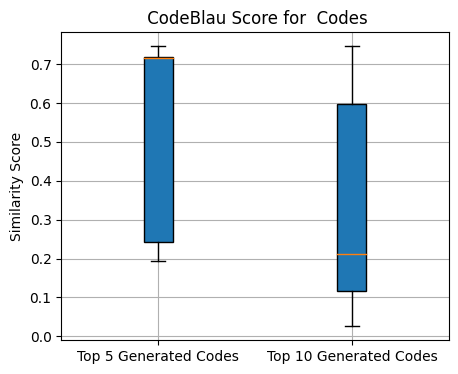 CodeBlau Score for  Codes
Similarity Score
0.7
0.6
0.5
0.4
0.3
0.2
0.1
0.0
Top 5 Generated Codes
Top 10 Generated Codes